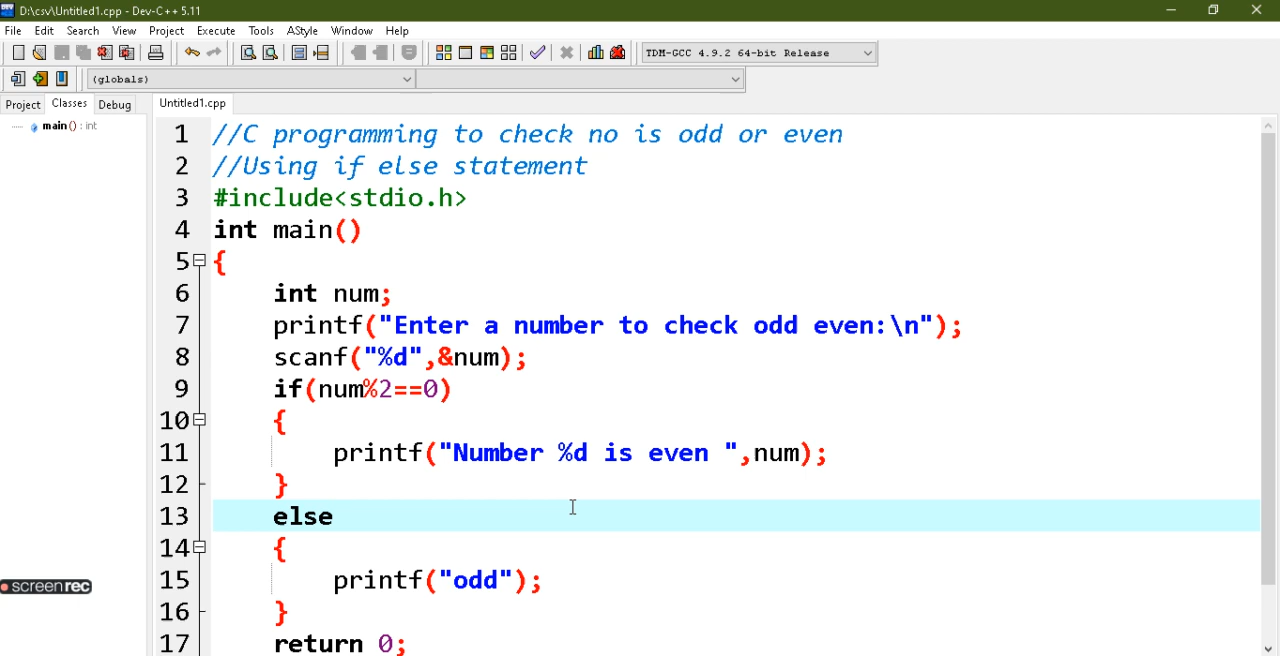 D:\csv\Untitled1.cpp - Dev-C++ 5.11
File Edit Search View Project Execute Tools AStyle Window Help
TDM-GCC 4.9.2 64-bit Release
(globals)
Project Classes Debug Untitled1.cpp
main () : int
1 //C programming to check no is odd or even
2 //Using if else statement
3 #include<stdio.h>
4 int main()
5 {
6 int num;
7 printf("Enter a number to check odd even:\n");
8 scanf("%d",&num);
9 if(num%2==0)
10 {
11 printf("Number %d is even ",num);
12 }
13 else
14 {
15 printf("odd");
16 }
17 return 0;
screenrec